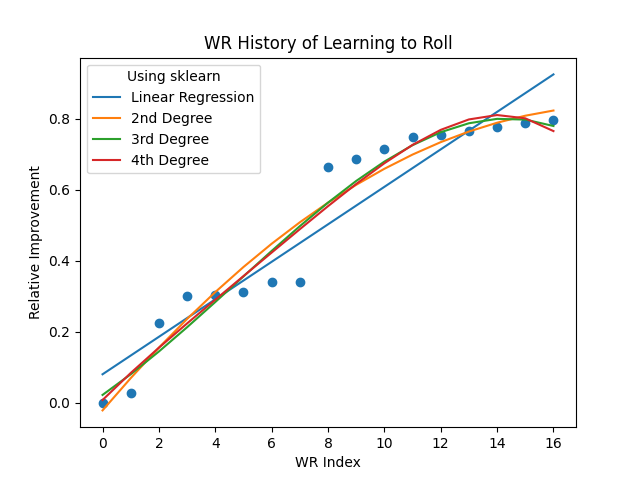 WR History of Learning to Roll
Using sklearn
Linear Regression
2nd Degree
3rd Degree
4th Degree
Relative Improvement
0.8
0.6
0.4
0.2
0.0
0 2 4 6 8 10 12 14 16
WR Index